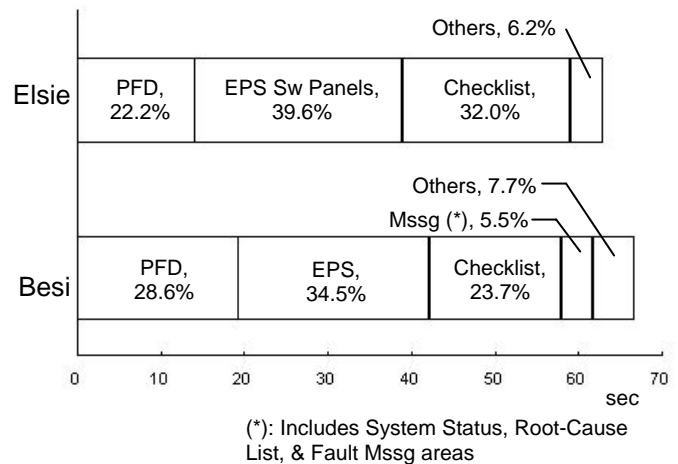 Others, 6.2%
Elsie
PFD,
22.2%
EPS Sw Panels,
39.6%
Checklist,
32.0%
Others, 7.7%
Mssg (*), 5.5%
Besi
PFD,
28.6%
EPS,
34.5%
Checklist,
23.7%
0 10 20 30 40 50 60 70
sec
(*): Includes System Status, Root-Cause
List, & Fault Mssg areas